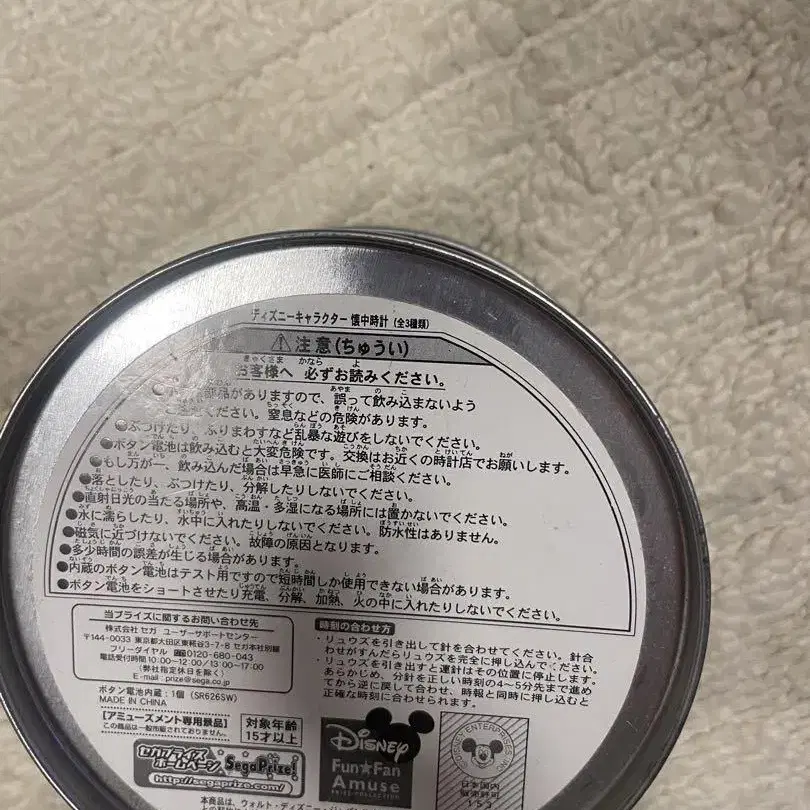 ディズニーキャラクター 懐中時計 (全3種類)
注意(ちゅうい)
お客様へ 必ずお読みください。
部品がありますので、誤って飲み込まないよう
ください。窒息などの危険があります。
●ぶつけたり、ふりまわすなど乱暴な遊びをしないでください。
●ボタン電池は飲み込むと大変危険です。交換はお近くの時計店でお願いします。
●もし万が一、飲み込んだ場合は早急に医師にご相談ください。
●落としたり、ぶつけたり、分解したりしないでください。
●直射日光の当たる場所や、高温・多湿になる場所には置かないでください。
●水に濡らしたり、水中に入れたりしないでください。防水性はありません。
●磁気に近づけないでください。故障の原因となります。
●多少時間の誤差が生じる場合があります。
●内蔵のボタン電池はテスト用ですので短時間しか使用できない場合があります。
●ボタン電池をショートさせたり充電、分解、加熱、火の中に入れたりしないでください。
当プライズに関するお問い合わせ先
株式会社 セガ ユーザーサポートセンター
〒144-0033 東京都大田区東糀谷3-7-8 セガ本社別館
フリーダイヤル 0120-680-043
電話受付時間 10:00-12:00/13:00-17:00
(弊社指定休日を除く)
E-mail : prize@sega.co.jp
ボタン電池内蔵:1個 (SR626SW)
MADE IN CHINA
【アミューズメント専用景品】
この商品は一般市販されておりません。
対象年齢
15才以上
セガプライズ
ホームページ
SegaPrize!
http://segaprize.com/
時刻の合わせ方
・リュウズを引き出して針を合わせてください。針合
わせがすんだらリュウズを完全に押し込んでください。
・リュウズを引き出すと運針はその位置に停止します。
あらかじめ、分針を正しい時刻の4~5分先まで進め
てから逆に戻して合わせ、時報と同時に押し込むと
正確な時刻に合わせられます。
Disney
Fun★Fan
Amuse
DISNEY ENTERPRISES
日本国内